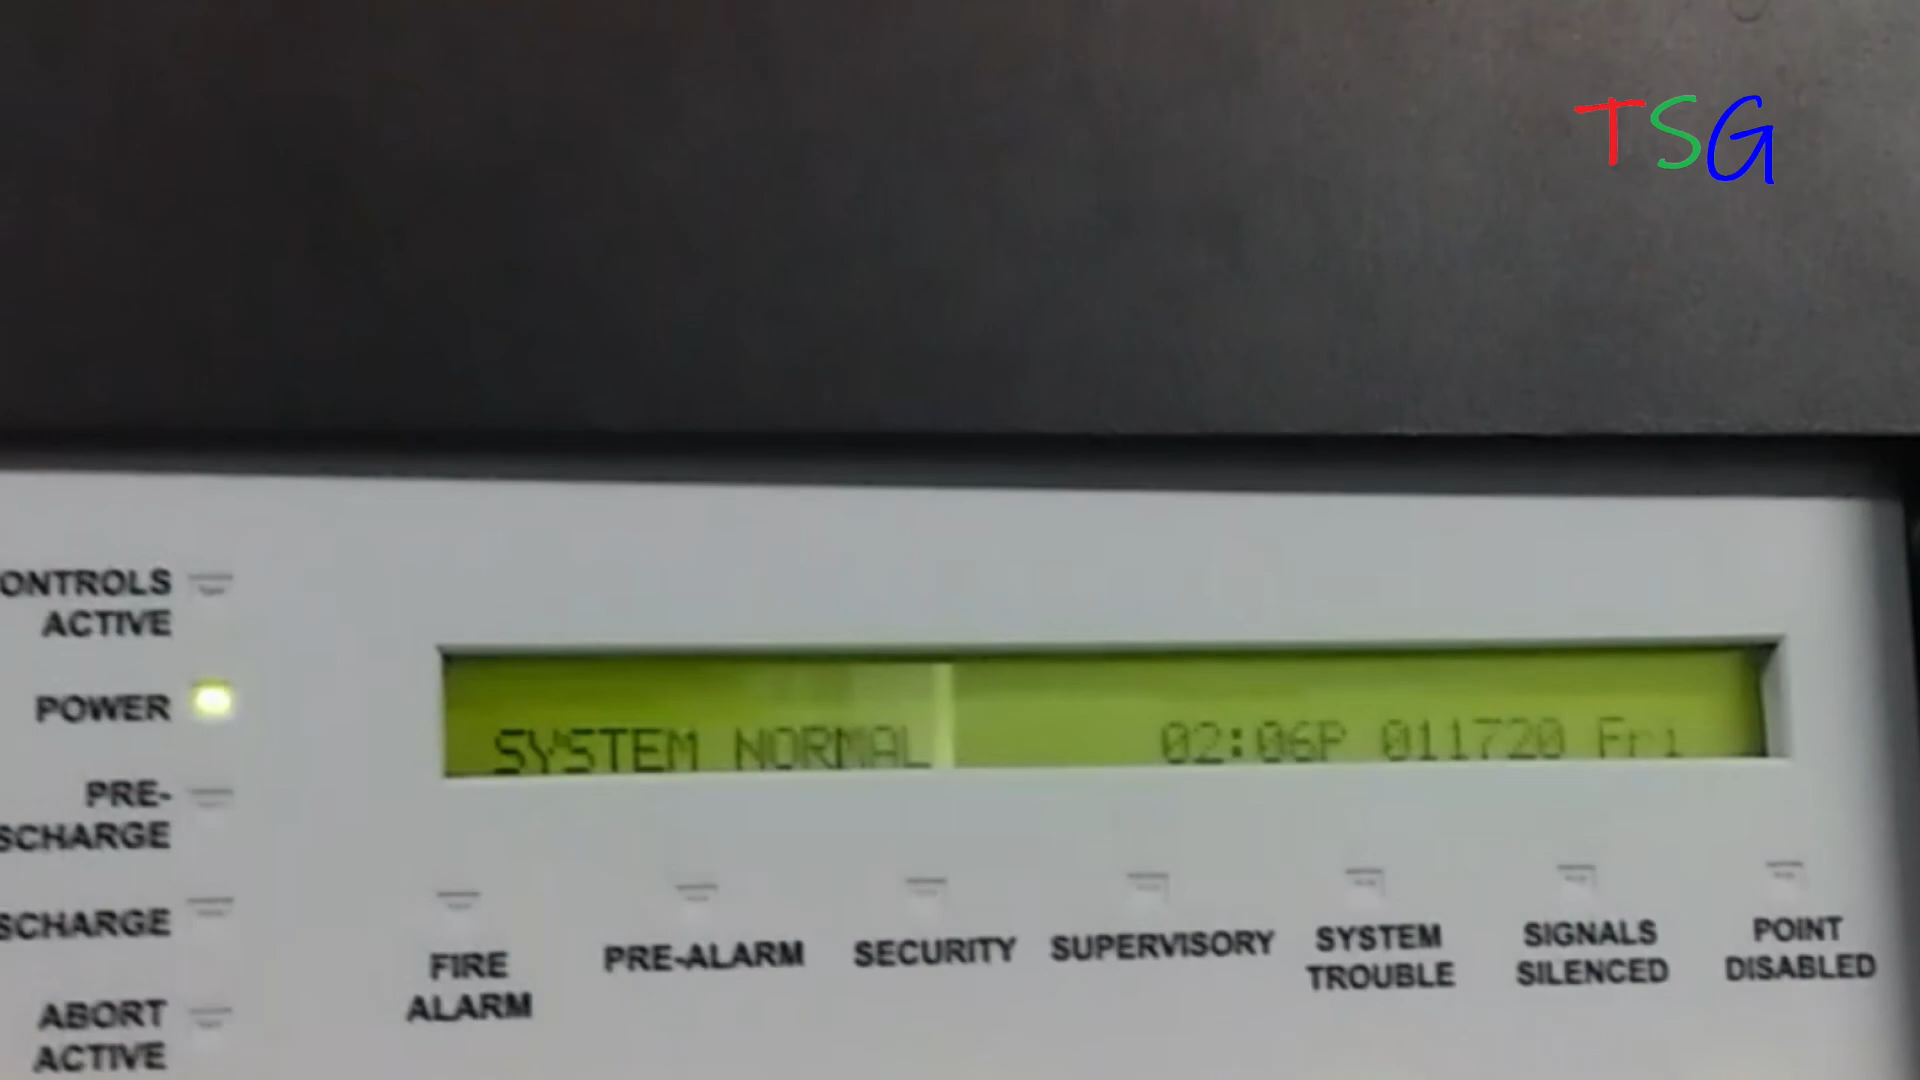 TSG
ONTROLS
ACTIVE
POWER
PRE-
SCHARGE
SCHARGE
ABORT
ACTIVE
SYSTEM NORMAL 02:06P 011720 Fri
FIRE
ALARM
PRE-ALARM
SECURITY
SUPERVISORY
SYSTEM
TROUBLE
SIGNALS
SILENCED
POINT
DISABLED